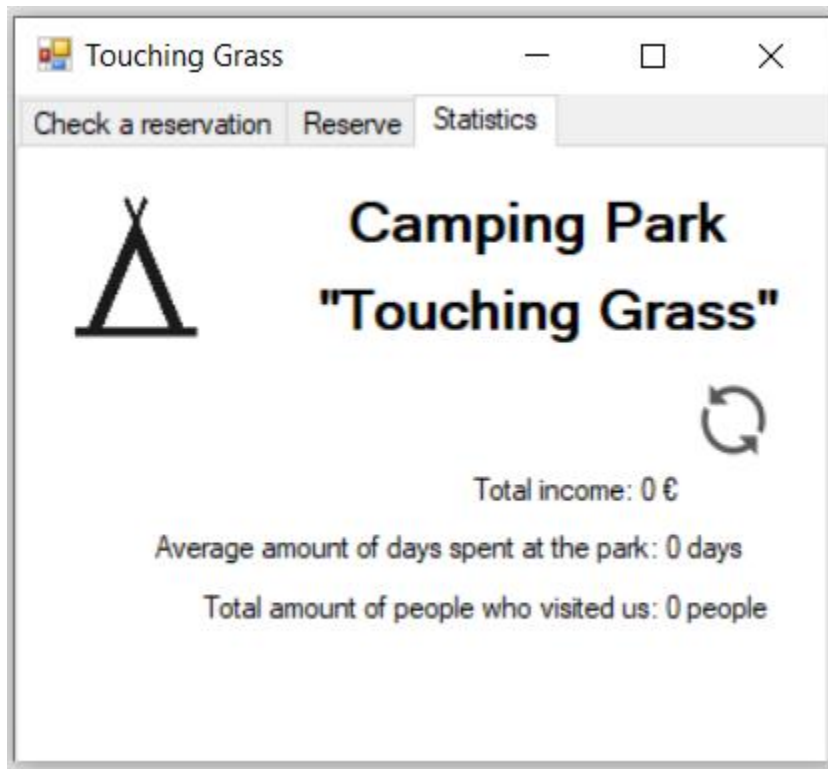 Touching Grass
Check a reservation Reserve Statistics
Camping Park
"Touching Grass"
Total income: 0 €
Average amount of days spent at the park: 0 days
Total amount of people who visited us: 0 people